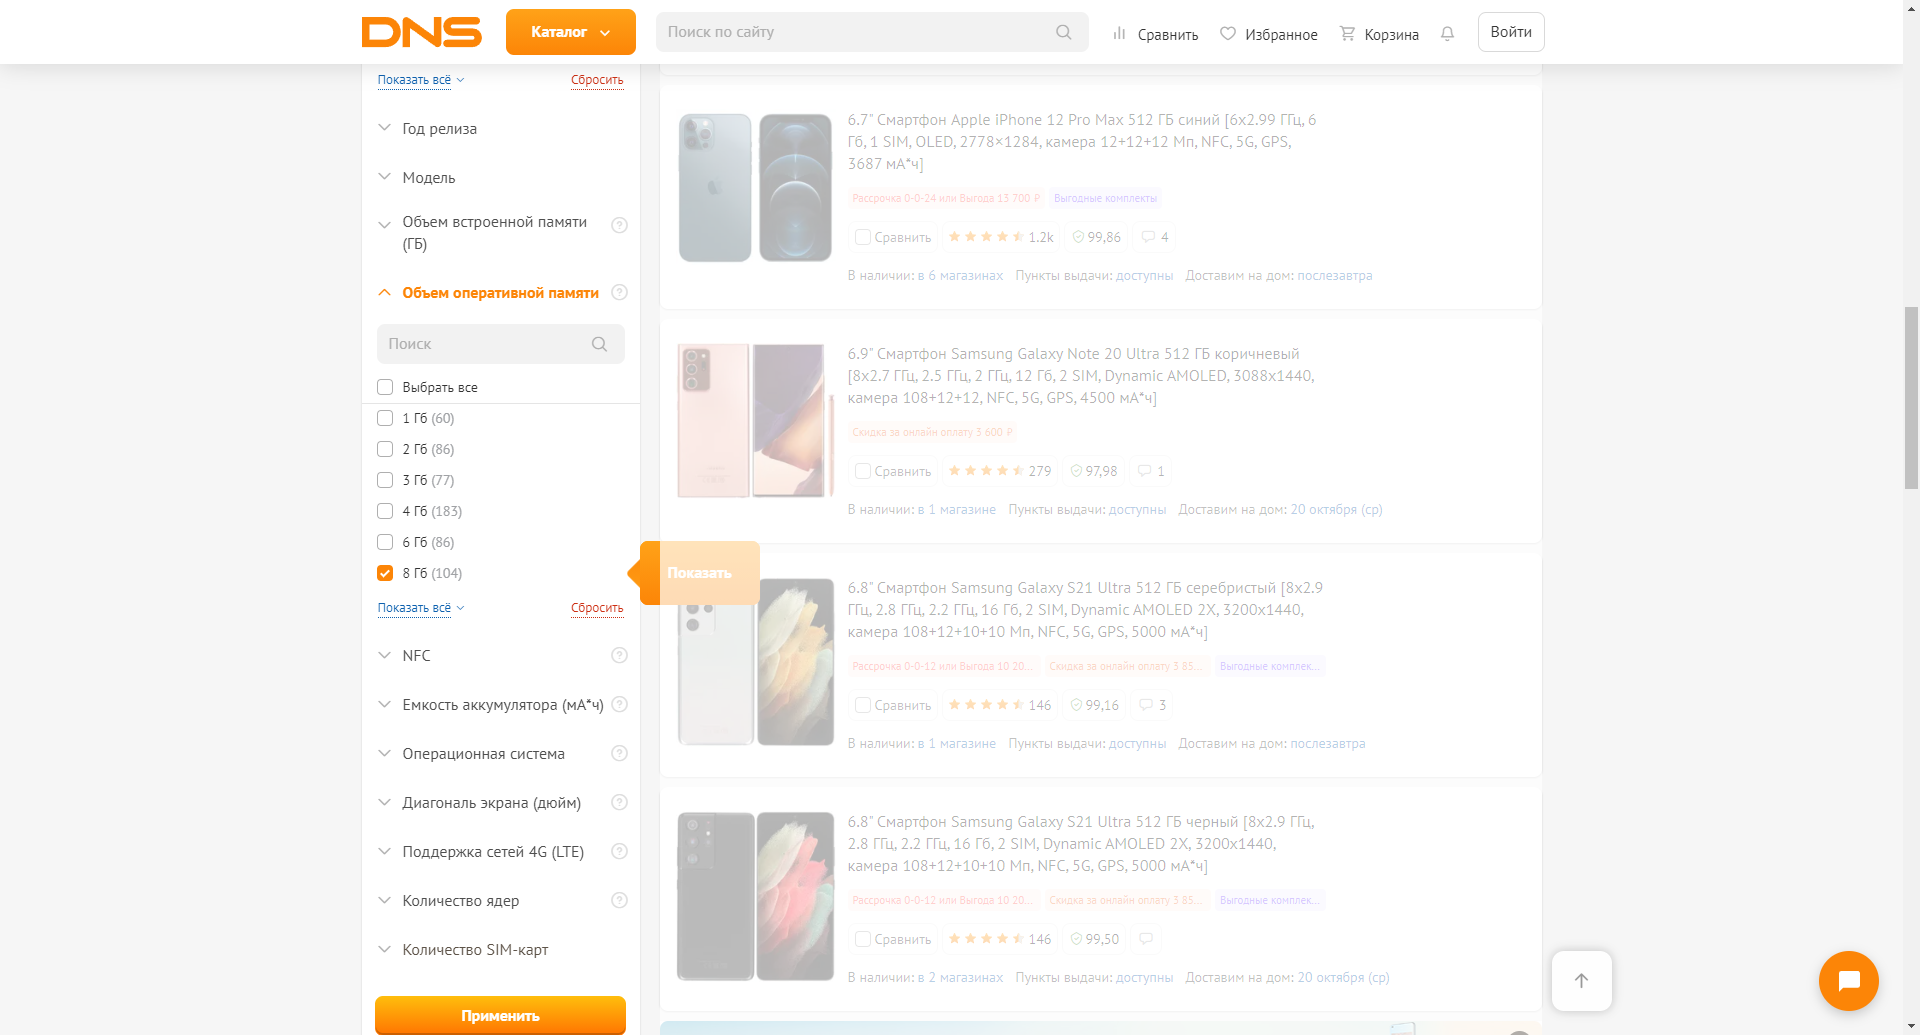 DNS
Каталог
Поиск по сайту
Сравнить
Избранное
Корзина
Войти
Показать всё
Сбросить
Год релиза
Модель
Объем встроенной памяти
(ГБ)
Объем оперативной памяти
Поиск
Выбрать все
1 Гб (60)
2 Гб (86)
3 Гб (77)
4 Гб (183)
6 Гб (86)
8 Гб (104)
Показать
Показать всё
Сбросить
NFC
Емкость аккумулятора (мА*ч)
Операционная система
Диагональ экрана (дюйм)
Поддержка сетей 4G (LTE)
Количество ядер
Количество SIM-карт
Применить
6.7" Смартфон Apple iPhone 12 Pro Max 512 ГБ синий [6x2.99 ГГц, 6
Гб, 1 SIM, OLED, 2778×1284, камера 12+12+12 Мп, NFC, 5G, GPS,
3687 мА*ч]
Рассрочка 0-0-24 или Выгода 13 700 ₽
Выгодные комплекты
Сравнить
1.2k
99,86
4
В наличии: в 6 магазинах
Пункты выдачи: доступны
Доставим на дом: послезавтра
6.9" Смартфон Samsung Galaxy Note 20 Ultra 512 ГБ коричневый
[8x2.7 ГГц, 2.5 ГГц, 2 ГГц, 12 Гб, 2 SIM, Dynamic AMOLED, 3088x1440,
камера 108+12+12, NFC, 5G, GPS, 4500 мА*ч]
Скидка за онлайн оплату 3 600 ₽
Сравнить
279
97,98
1
В наличии: в 1 магазине
Пункты выдачи: доступны
Доставим на дом: 20 октября (ср)
6.8" Смартфон Samsung Galaxy S21 Ultra 512 ГБ серебристый [8x2.9
ГГц, 2.8 ГГц, 2.2 ГГц, 16 Гб, 2 SIM, Dynamic AMOLED 2X, 3200x1440,
камера 108+12+10+10 Мп, NFC, 5G, GPS, 5000 мА*ч]
Рассрочка 0-0-12 или Выгода 10 20...
Скидка за онлайн оплату 3 85...
Выгодные комплек...
Сравнить
146
99,16
3
В наличии: в 1 магазине
Пункты выдачи: доступны
Доставим на дом: послезавтра
6.8" Смартфон Samsung Galaxy S21 Ultra 512 ГБ черный [8x2.9 ГГц,
2.8 ГГц, 2.2 ГГц, 16 Гб, 2 SIM, Dynamic AMOLED 2X, 3200x1440,
камера 108+12+10+10 Мп, NFC, 5G, GPS, 5000 мА*ч]
Рассрочка 0-0-12 или Выгода 10 20...
Скидка за онлайн оплату 3 85...
Выгодные комплек...
Сравнить
146
99,50
В наличии: в 2 магазинах
Пункты выдачи: доступны
Доставим на дом: 20 октября (ср)